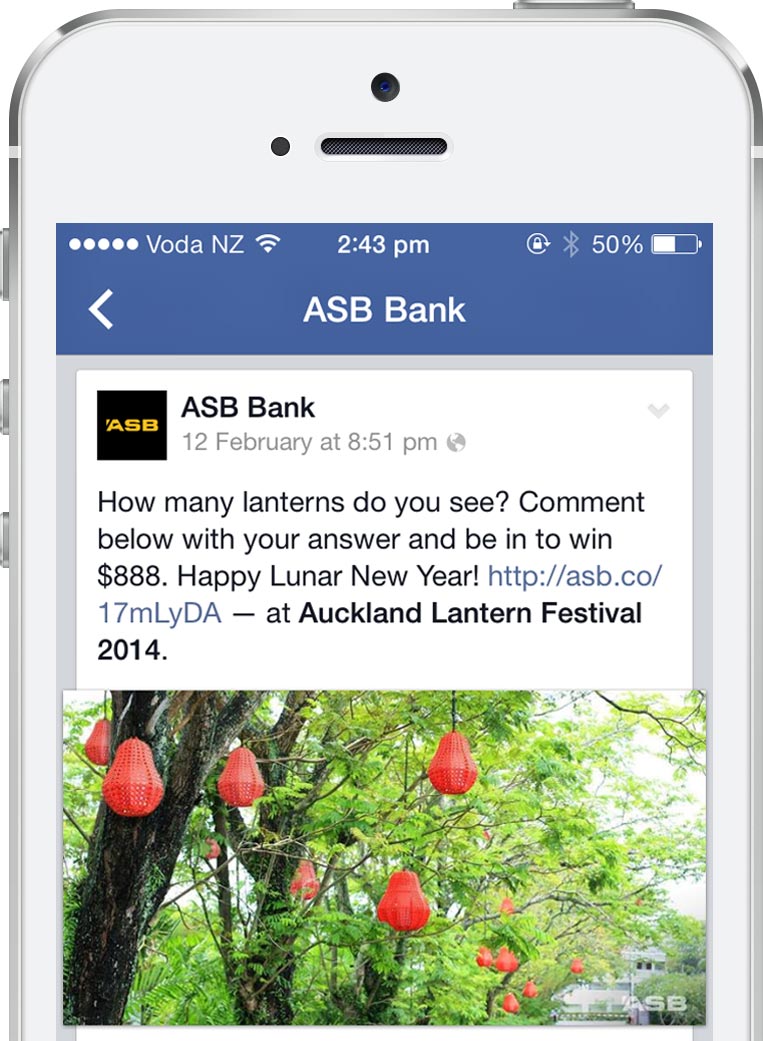 Voda NZ 2:43 pm 50%
ASB Bank
ASB
ASB Bank
12 February at 8:51 pm
How many lanterns do you see? Comment
below with your answer and be in to win
$888. Happy Lunar New Year! http://asb.co/
17mLyDA — at Auckland Lantern Festival
2014.
ASB